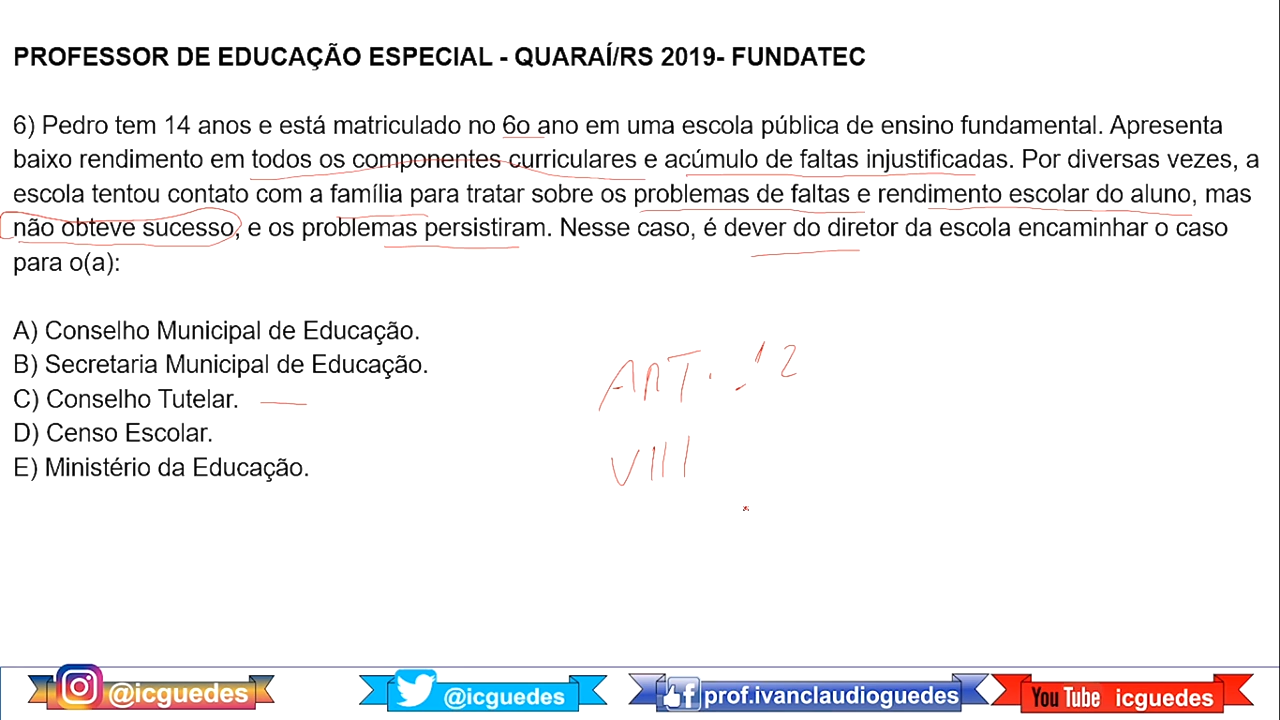 PROFESSOR DE EDUCAÇÃO ESPECIAL - QUARAÍ/RS 2019- FUNDATEC
6) Pedro tem 14 anos e está matriculado no 6o ano em uma escola pública de ensino fundamental. Apresenta
baixo rendimento em todos os componentes curriculares e acúmulo de faltas injustificadas. Por diversas vezes, a
escola tentou contato com a família para tratar sobre os problemas de faltas e rendimento escolar do aluno, mas
não obteve sucesso, e os problemas persistiram. Nesse caso, é dever do diretor da escola encaminhar o caso
para o(a):
A) Conselho Municipal de Educação.
B) Secretaria Municipal de Educação.
C) Conselho Tutelar.
D) Censo Escolar.
E) Ministério da Educação.
ART. 12
VIII
@icguedes
@icguedes
prof.ivanclaudioguedes
You Tube icguedes